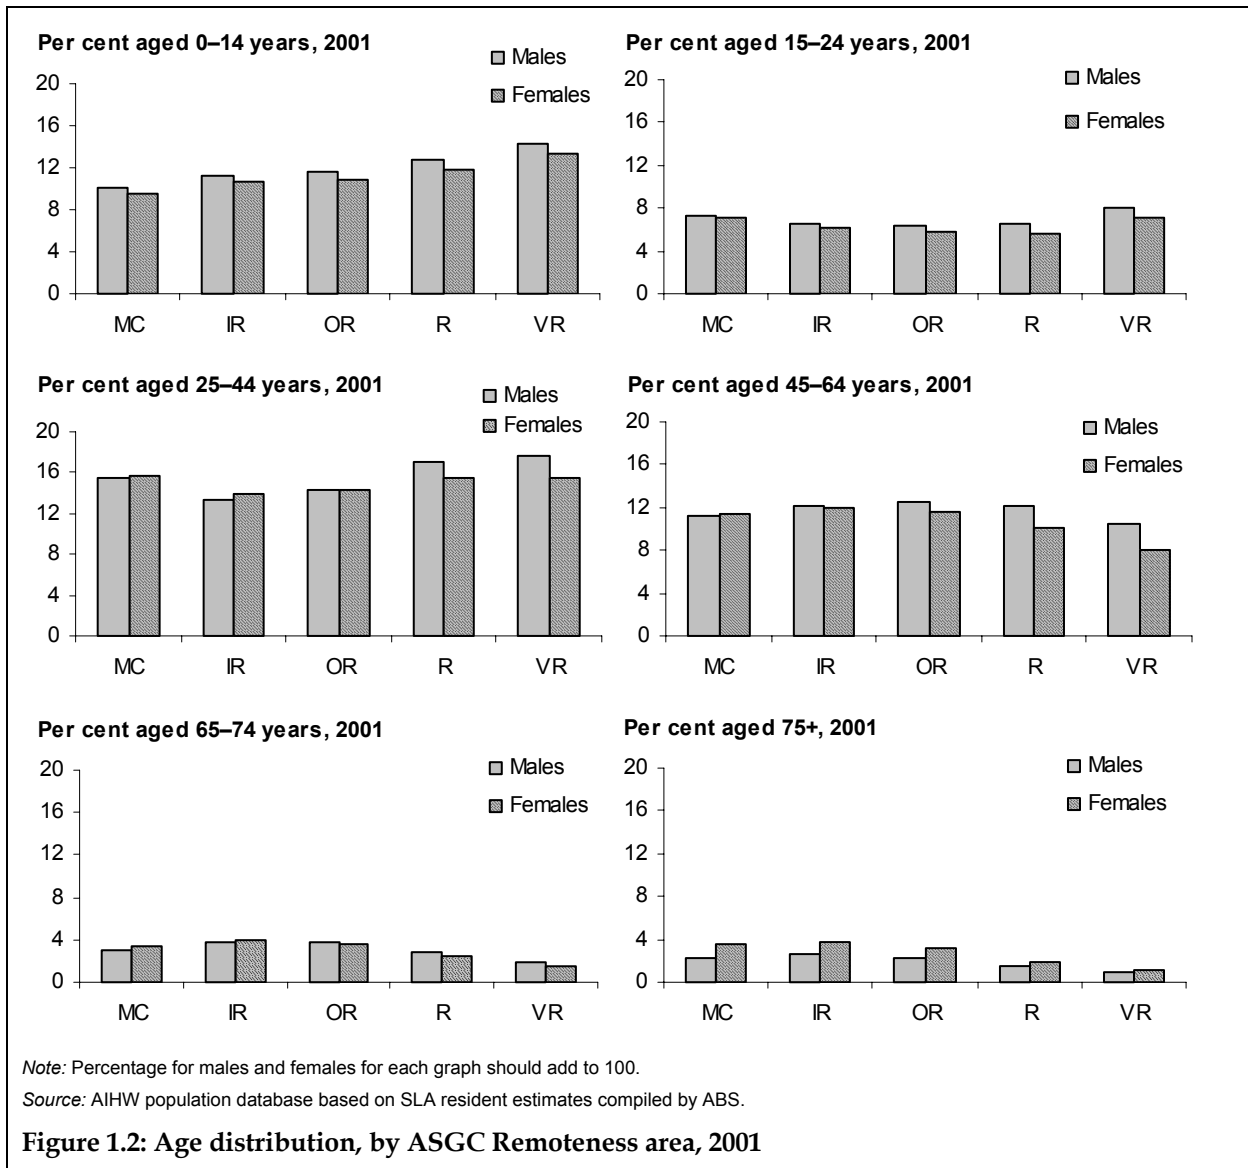 Per cent aged 0–14 years, 2001
Males
Females
20
16
12
8
4
0
MC IR OR R VR
Per cent aged 15–24 years, 2001
Males
Females
20
16
12
8
4
0
MC IR OR R VR
Per cent aged 25–44 years, 2001
Males
Females
20
16
12
8
4
0
MC IR OR R VR
Per cent aged 45–64 years, 2001
Males
Females
20
16
12
8
4
0
MC IR OR R VR
Per cent aged 65–74 years, 2001
Males
Females
20
16
12
8
4
0
MC IR OR R VR
Per cent aged 75+, 2001
Males
Females
20
16
12
8
4
0
MC IR OR R VR
Note: Percentage for males and females for each graph should add to 100.
Source: AIHW population database based on SLA resident estimates compiled by ABS.
Figure 1.2: Age distribution, by ASGC Remoteness area, 2001